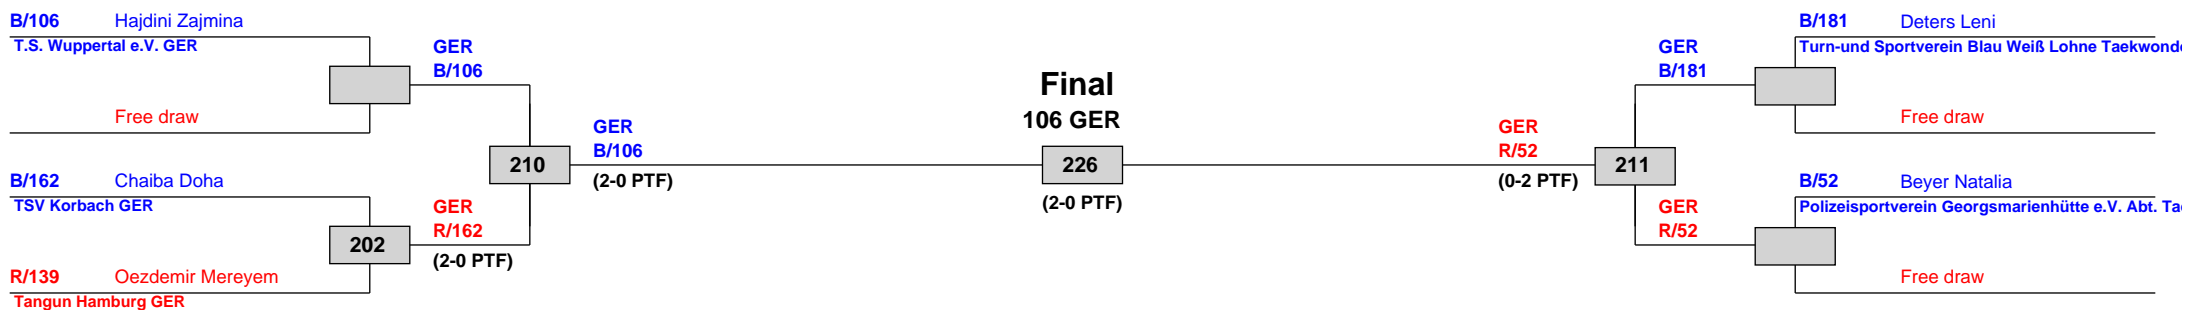 B/106 Hajdini Zajmina
T.S. Wuppertal e.V. GER
Free draw
B/162 Chaiba Doha
TSV Korbach GER
R/139 Oezdemir Mereyem
Tangun Hamburg GER
GER
B/106
202
GER
R/162
(2-0 PTF)
210
GER
B/106
(2-0 PTF)
Final
106 GER
226
(2-0 PTF)
GER
R/52
(0-2 PTF)
211
GER
B/181
GER
R/52
B/181 Deters Leni
Turn-und Sportverein Blau Weiß Lohne Taekwond
Free draw
B/52 Beyer Natalia
Polizeisportverein Georgsmarienhütte e.V. Abt. Ta
Free draw